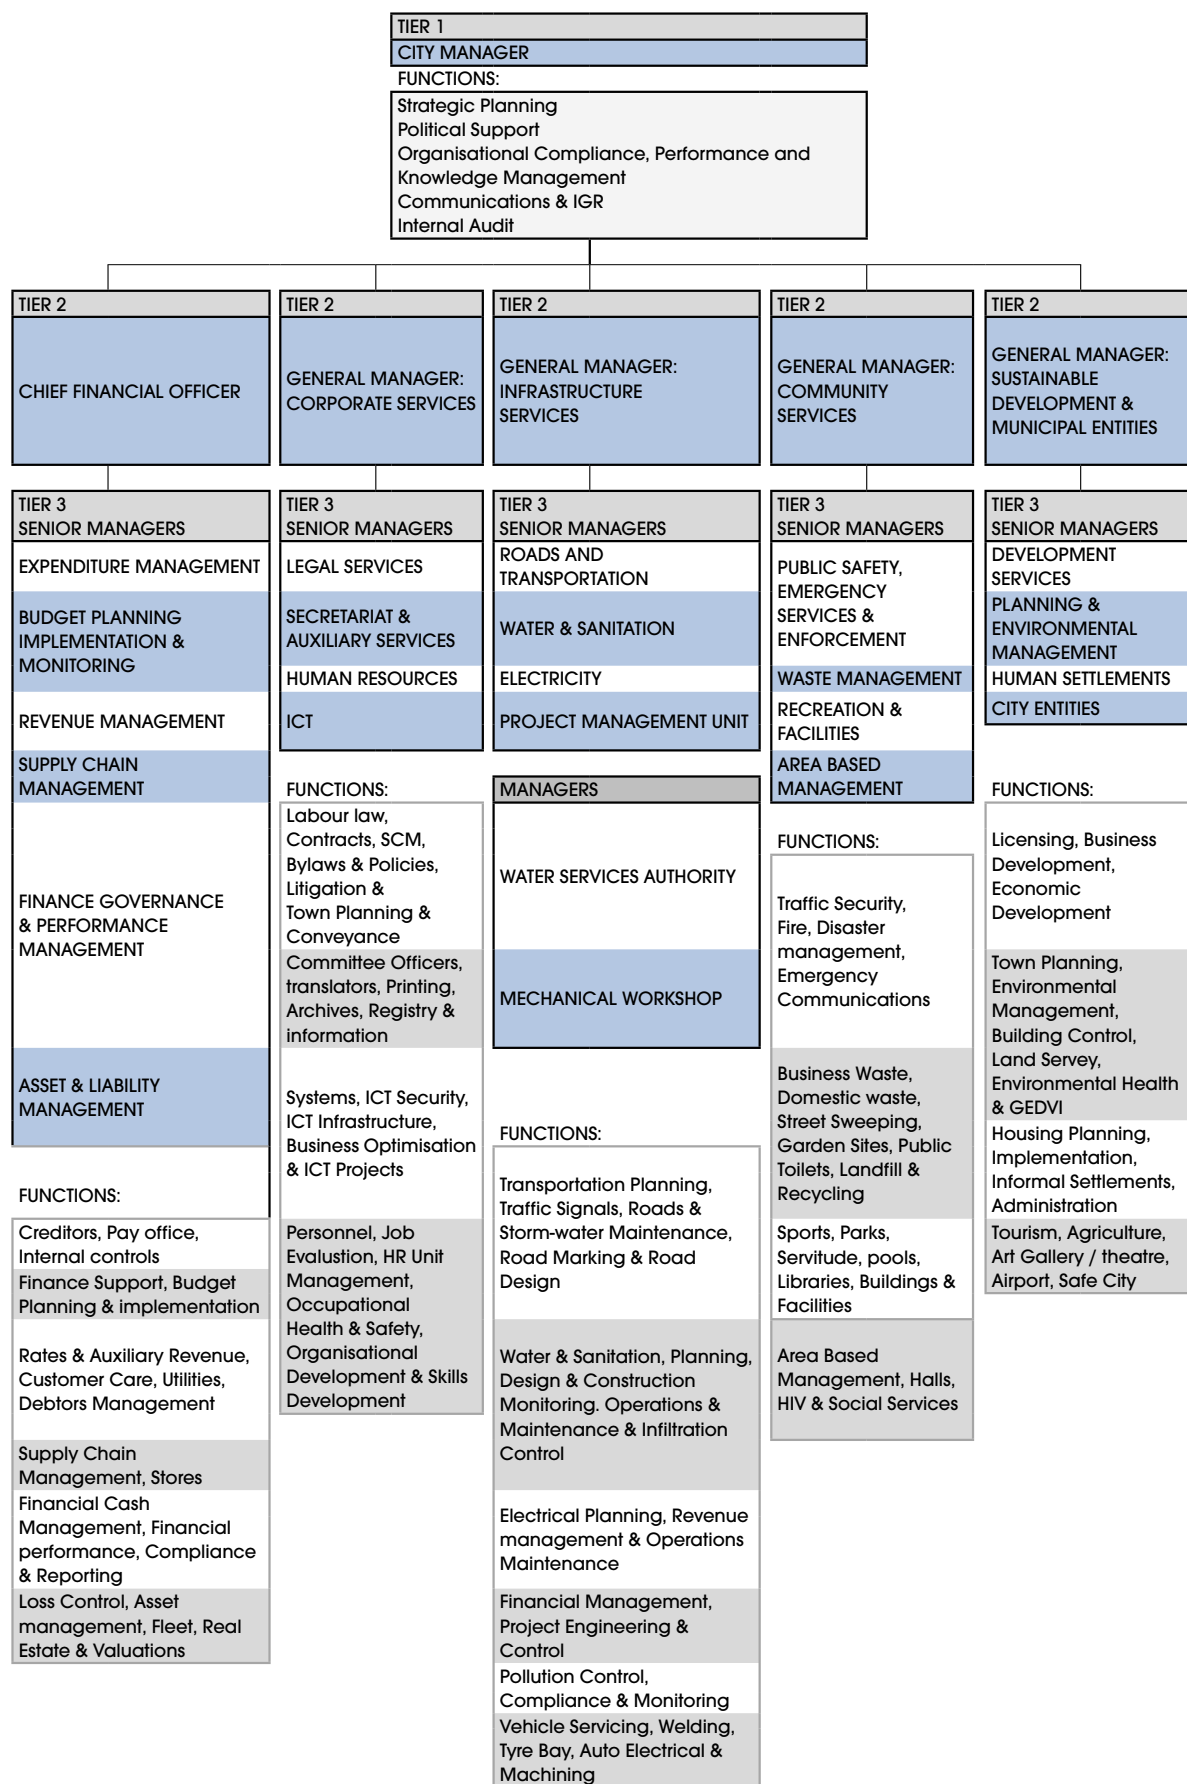 TIER 1
CITY MANAGER
FUNCTIONS:
Strategic Planning
Political Support
Organisational Compliance, Performance and
Knowledge Management
Communications & IGR
Internal Audit
TIER 2
CHIEF FINANCIAL OFFICER
TIER 3
SENIOR MANAGERS
EXPENDITURE MANAGEMENT
BUDGET PLANNING
IMPLEMENTATION &
MONITORING
REVENUE MANAGEMENT
SUPPLY CHAIN
MANAGEMENT
FINANCE GOVERNANCE
& PERFORMANCE
MANAGEMENT
ASSET & LIABILITY
MANAGEMENT
FUNCTIONS:
Creditors, Pay office,
Internal controls
Finance Support, Budget
Planning & implementation
Rates & Auxiliary Revenue,
Customer Care, Utilities,
Debtors Management
Supply Chain
Management, Stores
Financial Cash
Management, Financial
performance, Compliance
& Reporting
Loss Control, Asset
management, Fleet, Real
Estate & Valuations
TIER 2
GENERAL MANAGER:
CORPORATE SERVICES
TIER 3
SENIOR MANAGERS
LEGAL SERVICES
SECRETARIAT &
AUXILIARY SERVICES
HUMAN RESOURCES
ICT
FUNCTIONS:
Labour law,
Contracts, SCM,
Bylaws & Policies,
Litigation &
Town Planning &
Conveyance
Committee Officers,
translators, Printing,
Archives, Registry &
information
Systems, ICT Security,
ICT Infrastructure,
Business Optimisation
& ICT Projects
Personnel, Job
Evalustion, HR Unit
Management,
Occupational
Health & Safety,
Organisational
Development & Skills
Development
TIER 2
GENERAL MANAGER:
INFRASTRUCTURE
SERVICES
TIER 3
SENIOR MANAGERS
ROADS AND
TRANSPORTATION
WATER & SANITATION
ELECTRICITY
PROJECT MANAGEMENT UNIT
MANAGERS
WATER SERVICES AUTHORITY
MECHANICAL WORKSHOP
FUNCTIONS:
Transportation Planning,
Traffic Signals, Roads &
Storm-water Maintenance,
Road Marking & Road
Design
Water & Sanitation, Planning,
Design & Construction
Monitoring. Operations &
Maintenance & Infiltration
Control
Electrical Planning, Revenue
management & Operations
Maintenance
Financial Management,
Project Engineering &
Control
Pollution Control,
Compliance & Monitoring
Vehicle Servicing, Welding,
Tyre Bay, Auto Electrical &
Machining
TIER 2
GENERAL MANAGER:
COMMUNITY
SERVICES
TIER 3
SENIOR MANAGERS
PUBLIC SAFETY,
EMERGENCY
SERVICES &
ENFORCEMENT
WASTE MANAGEMENT
RECREATION &
FACILITIES
AREA BASED
MANAGEMENT
FUNCTIONS:
Traffic Security,
Fire, Disaster
management,
Emergency
Communications
Business Waste,
Domestic waste,
Street Sweeping,
Garden Sites, Public
Toilets, Landfill &
Recycling
Sports, Parks,
Servitude, pools,
Libraries, Buildings &
Facilities
Area Based
Management, Halls,
HIV & Social Services
TIER 2
GENERAL MANAGER:
SUSTAINABLE
DEVELOPMENT &
MUNICIPAL ENTITIES
TIER 3
SENIOR MANAGERS
DEVELOPMENT
SERVICES
PLANNING &
ENVIRONMENTAL
MANAGEMENT
HUMAN SETTLEMENTS
CITY ENTITIES
FUNCTIONS:
Licensing, Business
Development,
Economic
Development
Town Planning,
Environmental
Management,
Building Control,
Land Servey,
Environmental Health
& GEDVI
Housing Planning,
Implementation,
Informal Settlements,
Administration
Tourism, Agriculture,
Art Gallery / theatre,
Airport, Safe City